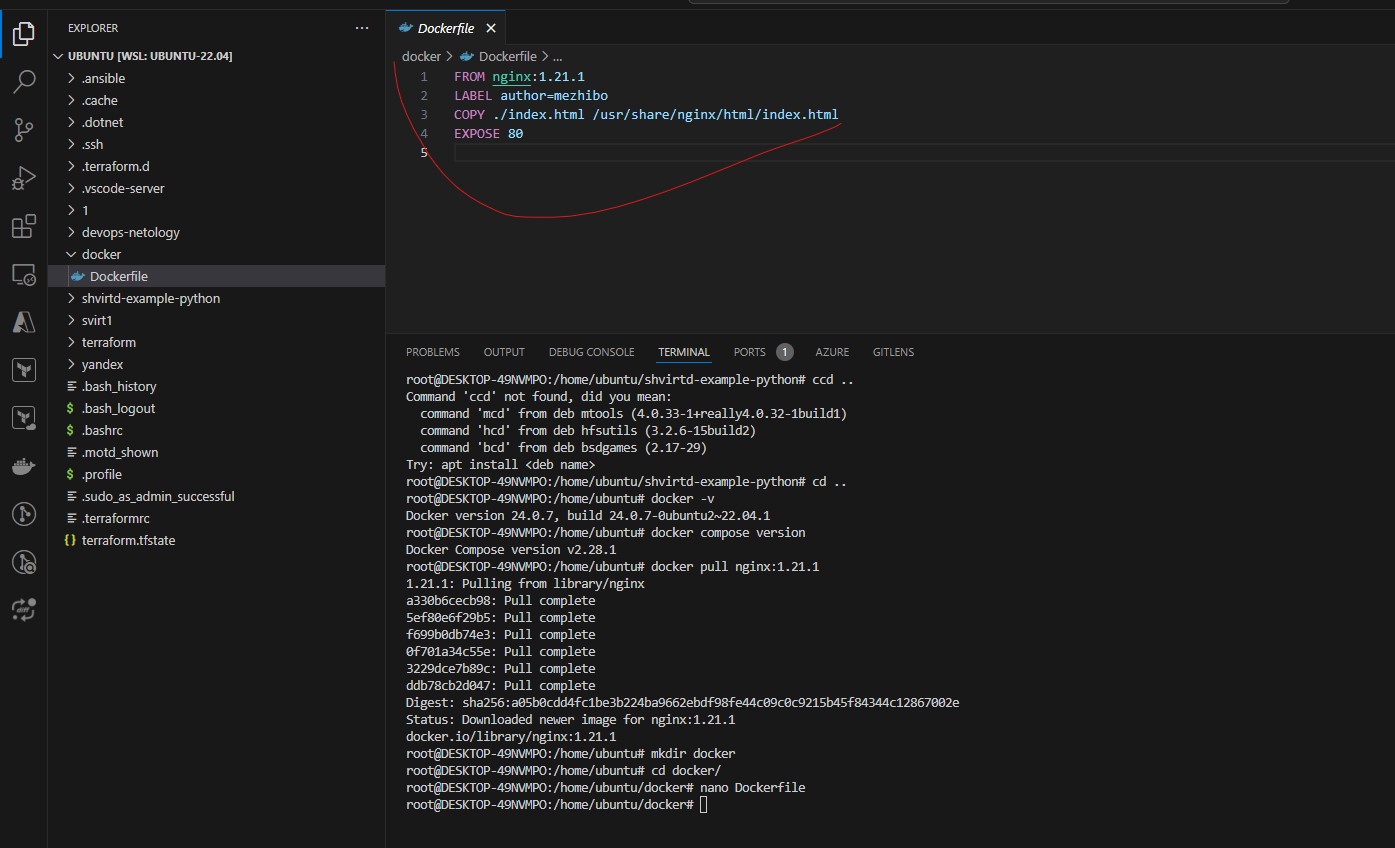 EXPLORER
...
UBUNTU [WSL: UBUNTU-22.04]
.ansible
.cache
.dotnet
.ssh
.terraform.d
.vscode-server
1
devops-netology
docker
Dockerfile
shvirtd-example-python
svirt1
terraform
yandex
.bash_history
$ .bash_logout
$ .bashrc
.motd_shown
$ .profile
.sudo_as_admin_successful
.terraformrc
{} terraform.tfstate
Dockerfile
docker > Dockerfile > ...
1 FROM nginx:1.21.1
2 LABEL author=mezhibo
3 COPY ./index.html /usr/share/nginx/html/index.html
4 EXPOSE 80
5
PROBLEMS OUTPUT DEBUG CONSOLE TERMINAL PORTS 1 AZURE GITLENS
root@DESKTOP-49NVMPO:/home/ubuntu/shvirtd-example-python# ccd ..
Command 'ccd' not found, did you mean:
  command 'mcd' from deb mtools (4.0.33-1+really4.0.32-1build1)
  command 'hcd' from deb hfsutils (3.2.6-15build2)
  command 'bcd' from deb bsdgames (2.17-29)
Try: apt install <deb name>
root@DESKTOP-49NVMPO:/home/ubuntu/shvirtd-example-python# cd ..
root@DESKTOP-49NVMPO:/home/ubuntu# docker -v
Docker version 24.0.7, build 24.0.7-0ubuntu2~22.04.1
root@DESKTOP-49NVMPO:/home/ubuntu# docker compose version
Docker Compose version v2.28.1
root@DESKTOP-49NVMPO:/home/ubuntu# docker pull nginx:1.21.1
1.21.1: Pulling from library/nginx
a330b6cecb98: Pull complete
5ef80e6f29b5: Pull complete
f699b0db74e3: Pull complete
0f701a34c55e: Pull complete
3229dce7b89c: Pull complete
ddb78cb2d047: Pull complete
Digest: sha256:a05b0cdd4fc1be3b224ba9662ebdf98fe44c09c0c9215b45f84344c12867002e
Status: Downloaded newer image for nginx:1.21.1
docker.io/library/nginx:1.21.1
root@DESKTOP-49NVMPO:/home/ubuntu# mkdir docker
root@DESKTOP-49NVMPO:/home/ubuntu# cd docker/
root@DESKTOP-49NVMPO:/home/ubuntu/docker# nano Dockerfile
root@DESKTOP-49NVMPO:/home/ubuntu/docker#